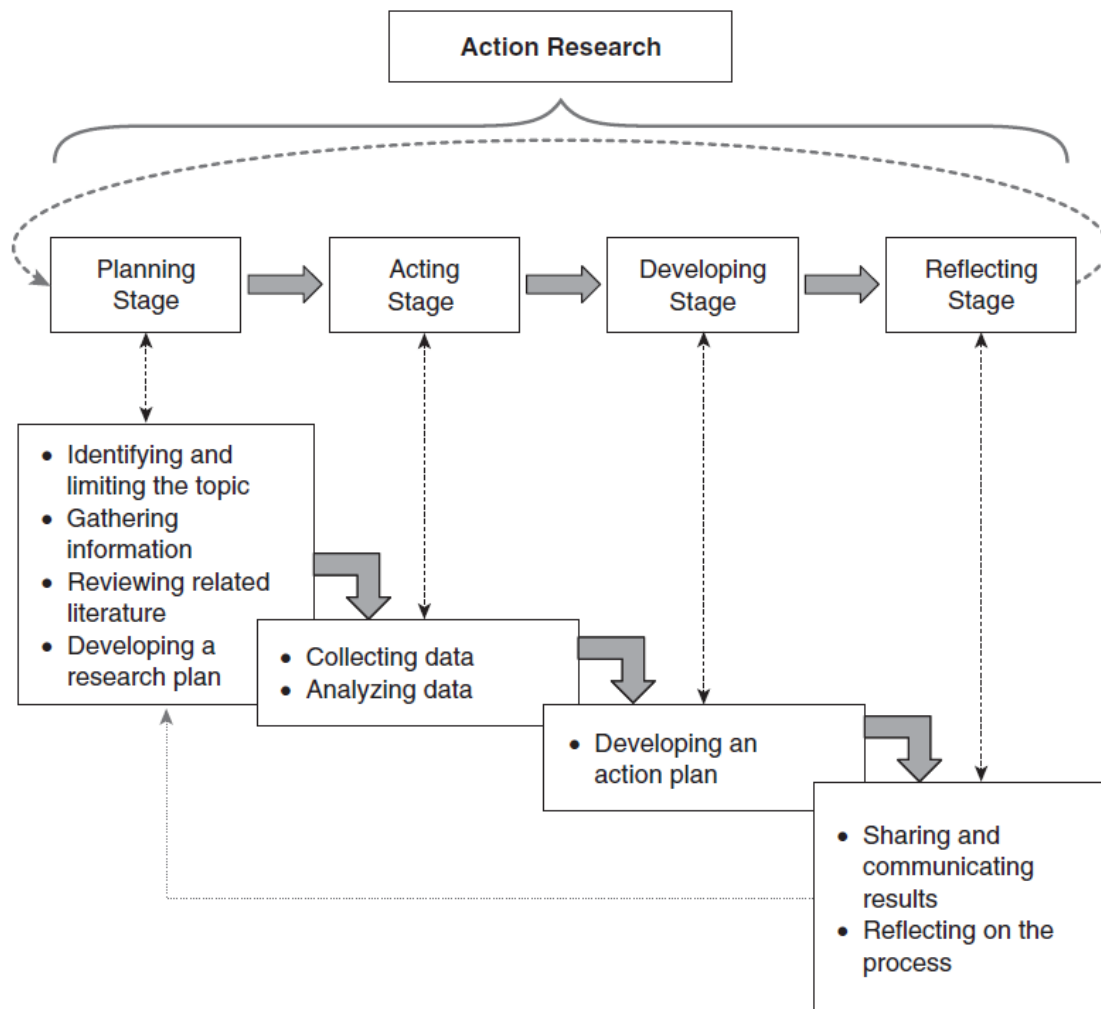 Action Research
Planning
Stage
Acting
Stage
Developing
Stage
Reflecting
Stage
• Identifying and
limiting the topic
• Gathering
information
• Reviewing related
literature
• Developing a
research plan
• Collecting data
• Analyzing data
• Developing an
action plan
• Sharing and
communicating
results
• Reflecting on the
process